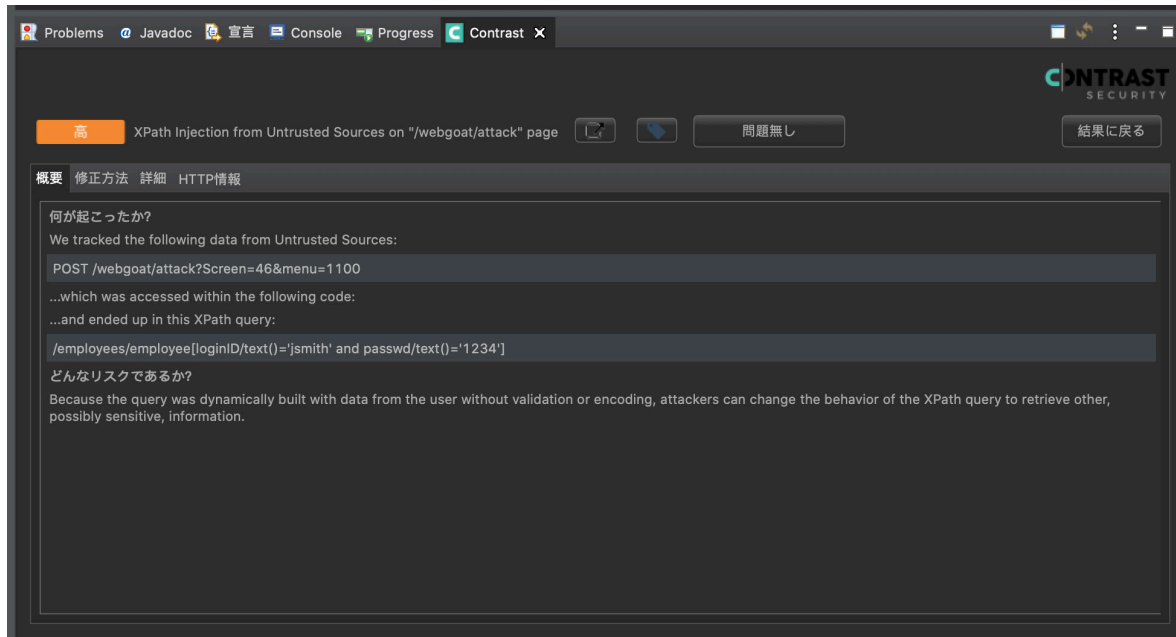 Problems @ Javadoc 宣言 Console Progress Contrast
CONTRAST
SECURITY
高 XPath Injection from Untrusted Sources on "/webgoat/attack" page 問題無し 結果に戻る
概要 修正方法 詳細 HTTP情報
何が起こったか?
We tracked the following data from Untrusted Sources:
POST /webgoat/attack?Screen=46&menu=1100
...which was accessed within the following code:
...and ended up in this XPath query:
/employees/employee[loginID/text()='jsmith' and passwd/text()='1234']
どんなリスクであるか?
Because the query was dynamically built with data from the user without validation or encoding, attackers can change the behavior of the XPath query to retrieve other,
possibly sensitive, information.